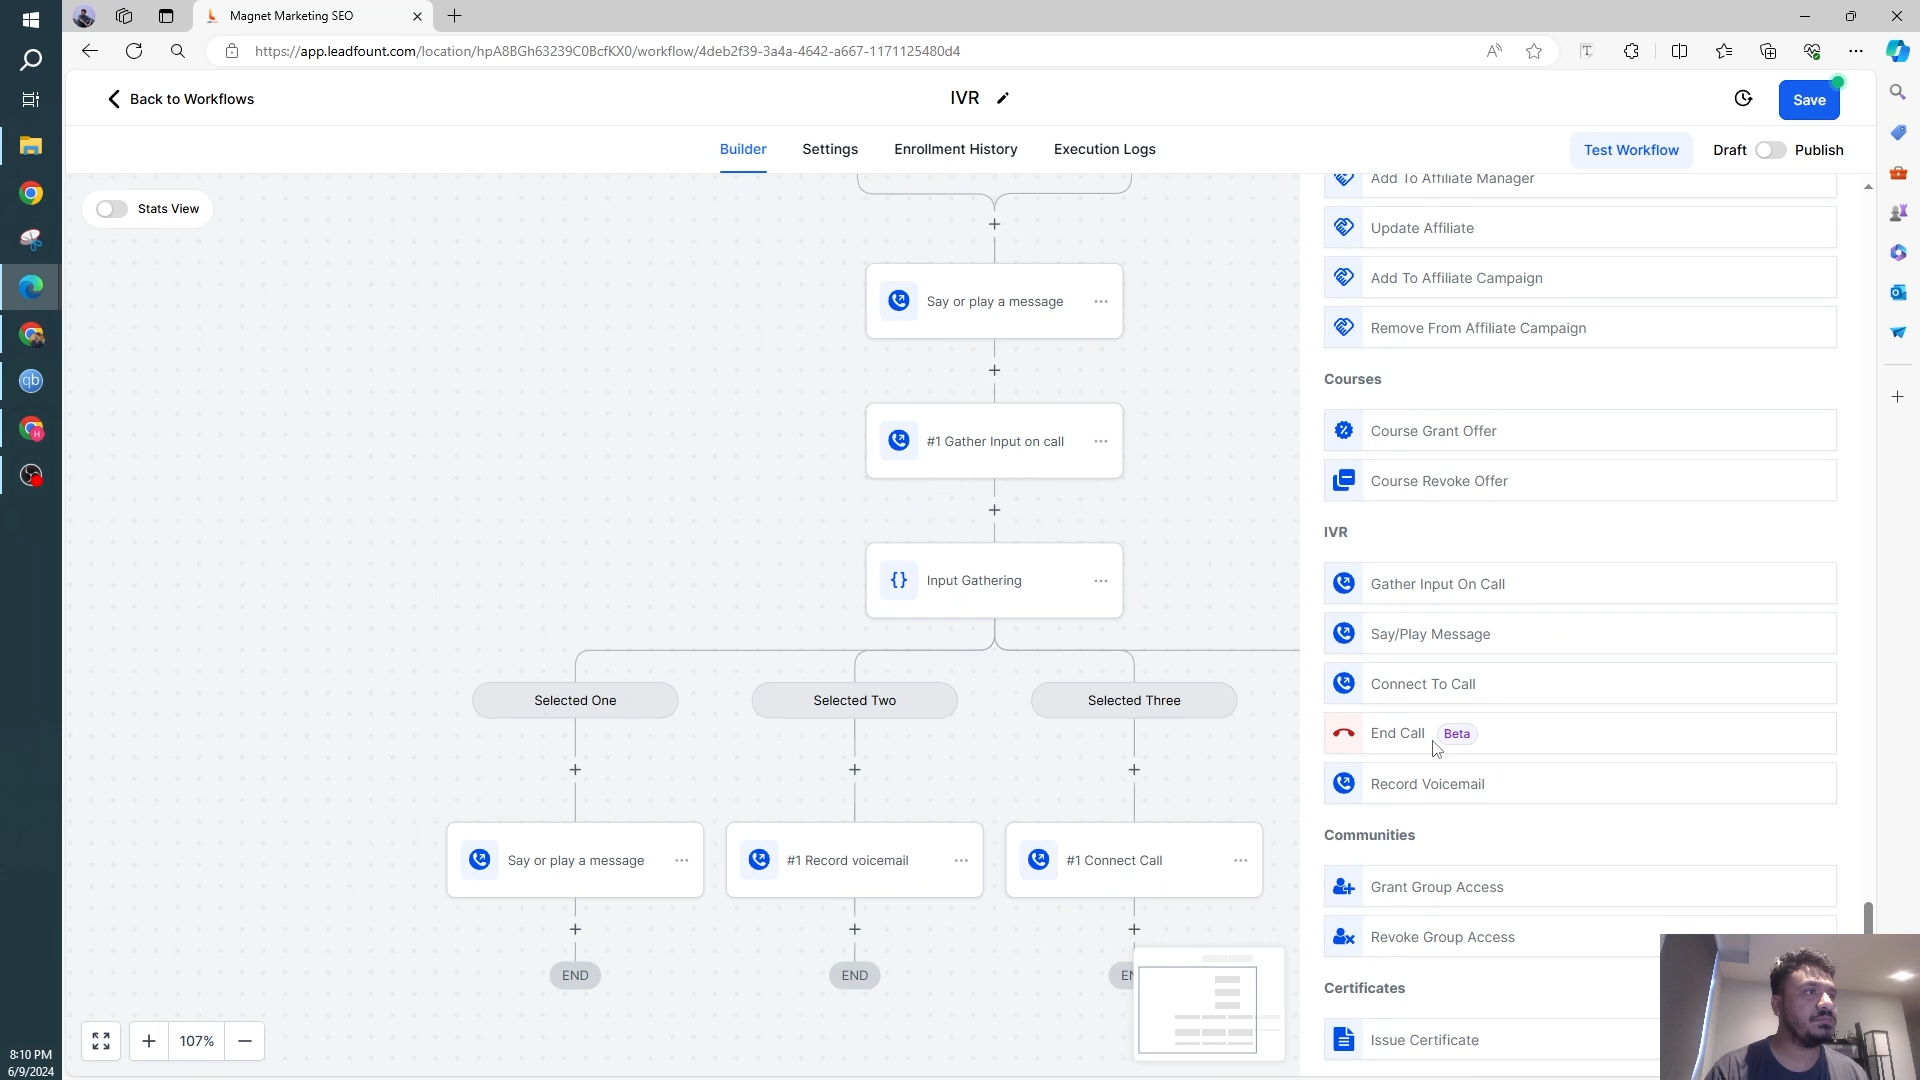 Magnet Marketing SEO
https://app.leadfount.com/location/hpA8BGh63239C0BcfKX0/workflow/4deb2f39-3a4a-4642-a667-1171125480d4
Back to Workflows
IVR
Save
Builder
Settings
Enrollment History
Execution Logs
Test Workflow
Draft
Publish
Stats View
Say or play a message
#1 Gather Input on call
Input Gathering
Selected One
Selected Two
Selected Three
Say or play a message
#1 Record voicemail
#1 Connect Call
END
END
EN
107%
Add To Affiliate Manager
Update Affiliate
Add To Affiliate Campaign
Remove From Affiliate Campaign
Courses
Course Grant Offer
Course Revoke Offer
IVR
Gather Input On Call
Say/Play Message
Connect To Call
End Call Beta
Record Voicemail
Communities
Grant Group Access
Revoke Group Access
Certificates
Issue Certificate
qb
H
8:10 PM
6/9/2024